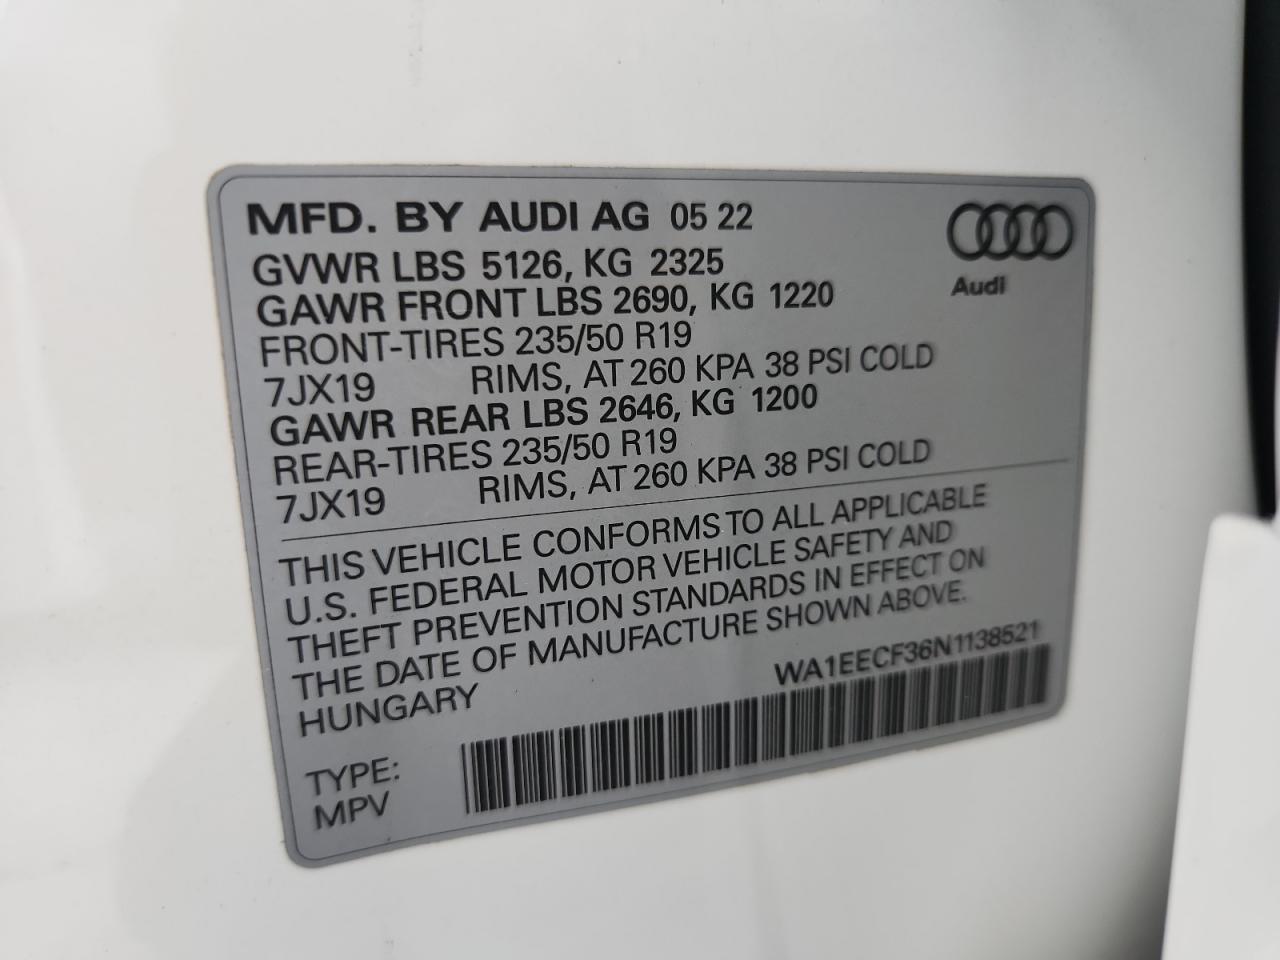 MFD. BY AUDI AG 05 22
GVWR LBS 5126, KG 2325
GAWR FRONT LBS 2690, KG 1220
FRONT-TIRES 235/50 R19
7JX19 RIMS, AT 260 KPA 38 PSI COLD
GAWR REAR LBS 2646, KG 1200
REAR-TIRES 235/50 R19
7JX19 RIMS, AT 260 KPA 38 PSI COLD
Audi
THIS VEHICLE CONFORMS TO ALL APPLICABLE
U.S. FEDERAL MOTOR VEHICLE SAFETY AND
THEFT PREVENTION STANDARDS IN EFFECT ON
THE DATE OF MANUFACTURE SHOWN ABOVE.
HUNGARY
WA1EECF36N1138521
TYPE:
MPV